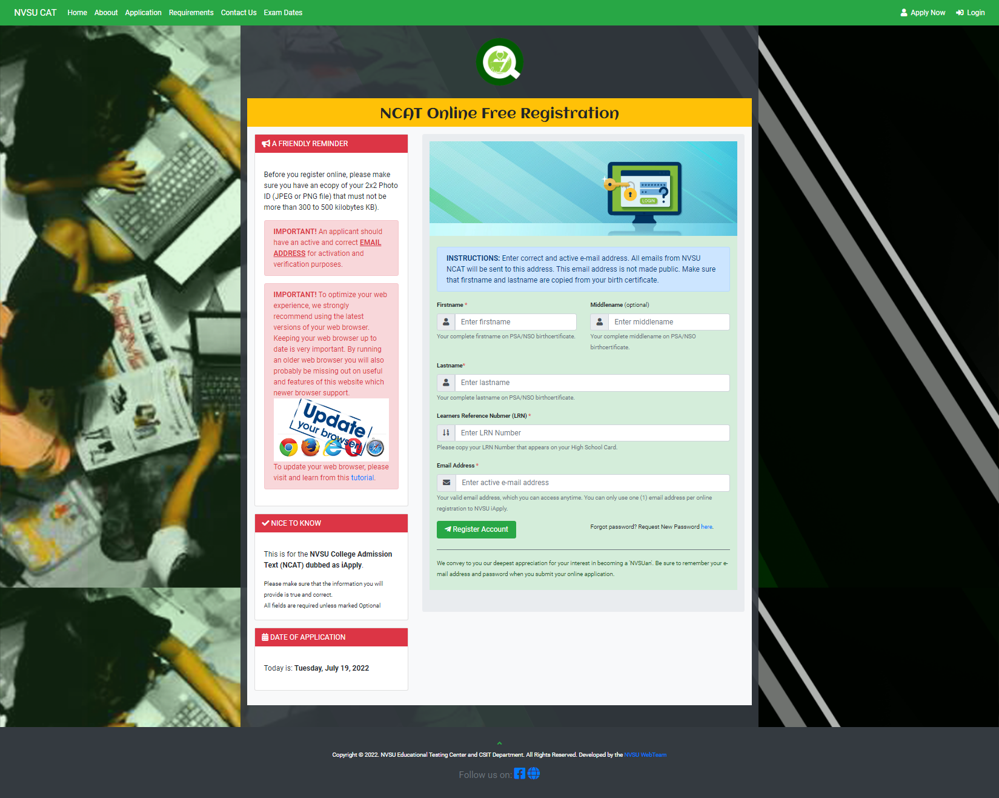 NVSU CAT Home Aboout Application Requirements Contact Us Exam Dates Apply Now Login
NCAT Online Free Registration
A FRIENDLY REMINDER
Before you register online, please make
sure you have an ecopy of your 2x2 Photo
ID (JPEG or PNG file) that must not be
more than 300 to 500 kilobytes KB).
IMPORTANT! An applicant should
have an active and correct EMAIL
ADDRESS for activation and
verification purposes.
IMPORTANT! To optimize your web
experience, we strongly
recommend using the latest
versions of your web browser.
Keeping your web browser up to
date is very important. By running
an older web browser you will also
probably be missing out on useful
and features of this website which
newer browser support.
Update
your browser!
To update your web browser, please
visit and learn from this tutorial.
NICE TO KNOW
This is for the NVSU College Admission
Text (NCAT) dubbed as iApply.
Please make sure that the information you will
provide is true and correct.
All fields are required unless marked Optional
DATE OF APPLICATION
Today is: Tuesday, July 19, 2022
LOGIN
INSTRUCTIONS: Enter correct and active e-mail address. All emails from NVSU
NCAT will be sent to this address. This email address is not made public. Make sure
that firstname and lastname are copied from your birth certificate.
Firstname * Middlename (optional)
Enter firstname Enter middlename
Your complete firstname on PSA/NSO birthcertificate. Your complete middlename on PSA/NSO
birthcertificate.
Lastname*
Enter lastname
Your complete lastname on PSA/NSO birthcertificate.
Learners Reference Nubmer (LRN) *
Enter LRN Number
Please copy your LRN Number that appears on your High School Card.
Email Address *
Enter active e-mail address
Your valid email address, which you can access anytime. You can only use one (1) email address per online
registration to NVSU iApply.
Register Account Forgot password? Request New Password here.
We convey to you our deepest appreciation for your interest in becoming a 'NVSUan'. Be sure to remember your e-
mail address and password when you submit your online application.
Copyright © 2022. NVSU Educational Testing Center and CSIT Department. All Rights Reserved. Developed by the NVSU WebTeam
Follow us on: